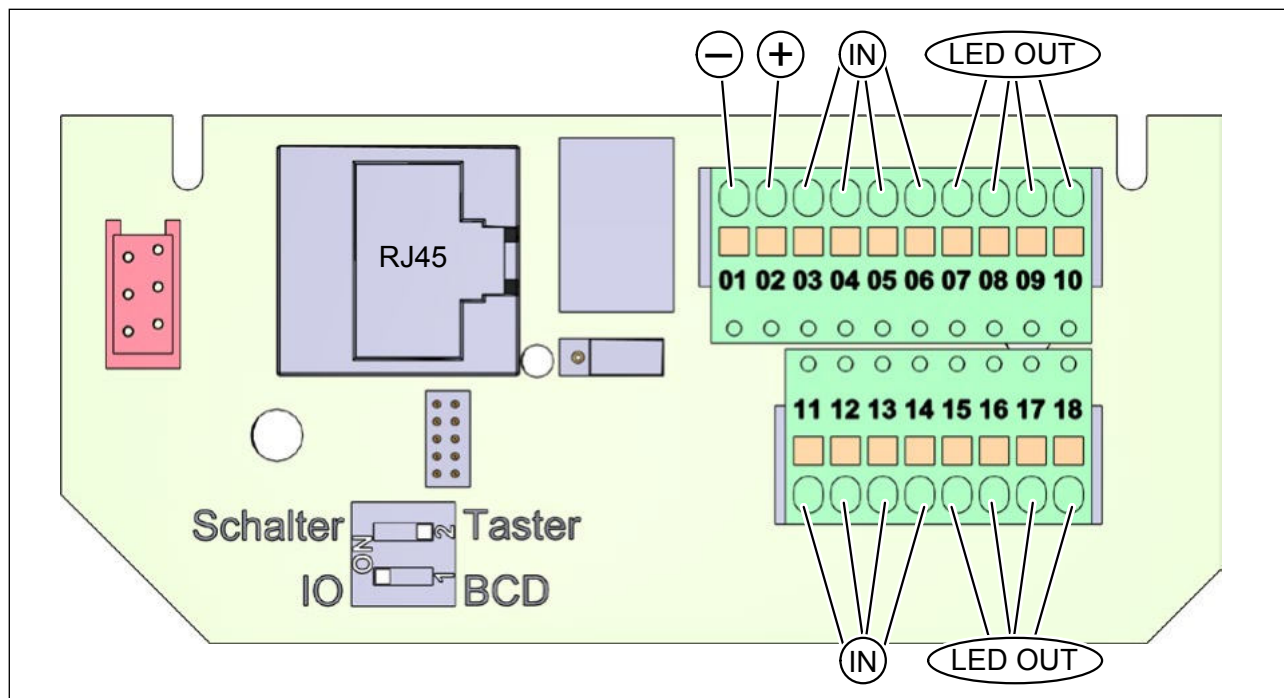 − + IN LED OUT
RJ45
01 02 03 04 05 06 07 08 09 10
11 12 13 14 15 16 17 18
Schalter ON 2 Taster
IO 1 BCD
IN LED OUT